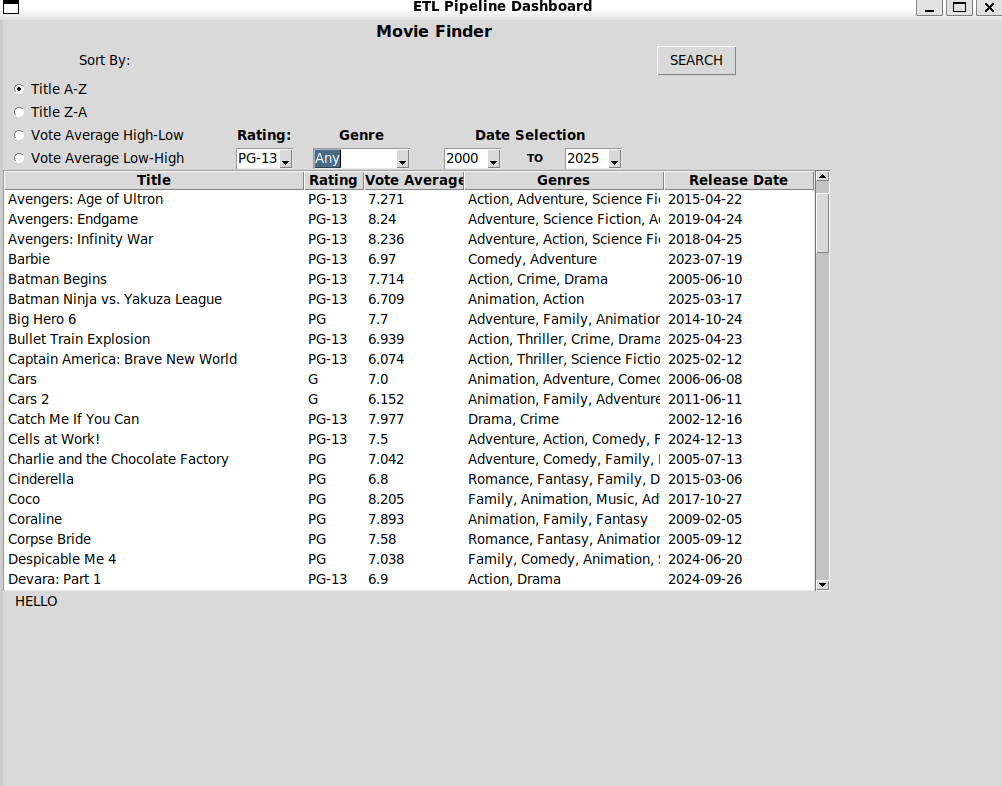 ETL Pipeline Dashboard
Movie Finder
Sort By:
SEARCH
Title A-Z
Title Z-A
Vote Average High-Low Rating: Genre Date Selection
Vote Average Low-High PG-13 Any 2000 TO 2025
Title Rating Vote Average Genres Release Date
Avengers: Age of Ultron PG-13 7.271 Action, Adventure, Science Fi 2015-04-22
Avengers: Endgame PG-13 8.24 Adventure, Science Fiction, A 2019-04-24
Avengers: Infinity War PG-13 8.236 Adventure, Action, Science Fi 2018-04-25
Barbie PG-13 6.97 Comedy, Adventure 2023-07-19
Batman Begins PG-13 7.714 Action, Crime, Drama 2005-06-10
Batman Ninja vs. Yakuza League PG-13 6.709 Animation, Action 2025-03-17
Big Hero 6 PG 7.7 Adventure, Family, Animation 2014-10-24
Bullet Train Explosion PG-13 6.939 Action, Thriller, Crime, Drama 2025-04-23
Captain America: Brave New World PG-13 6.074 Action, Thriller, Science Fictio 2025-02-12
Cars G 7.0 Animation, Adventure, Comed 2006-06-08
Cars 2 G 6.152 Animation, Family, Adventure 2011-06-11
Catch Me If You Can PG-13 7.977 Drama, Crime 2002-12-16
Cells at Work! PG-13 7.5 Adventure, Action, Comedy, F 2024-12-13
Charlie and the Chocolate Factory PG 7.042 Adventure, Comedy, Family, 2005-07-13
Cinderella PG 6.8 Romance, Fantasy, Family, D 2015-03-06
Coco PG 8.205 Family, Animation, Music, Ad 2017-10-27
Coraline PG 7.893 Animation, Family, Fantasy 2009-02-05
Corpse Bride PG 7.58 Romance, Fantasy, Animation 2005-09-12
Despicable Me 4 PG 7.038 Family, Comedy, Animation, 2024-06-20
Devara: Part 1 PG-13 6.9 Action, Drama 2024-09-26
HELLO